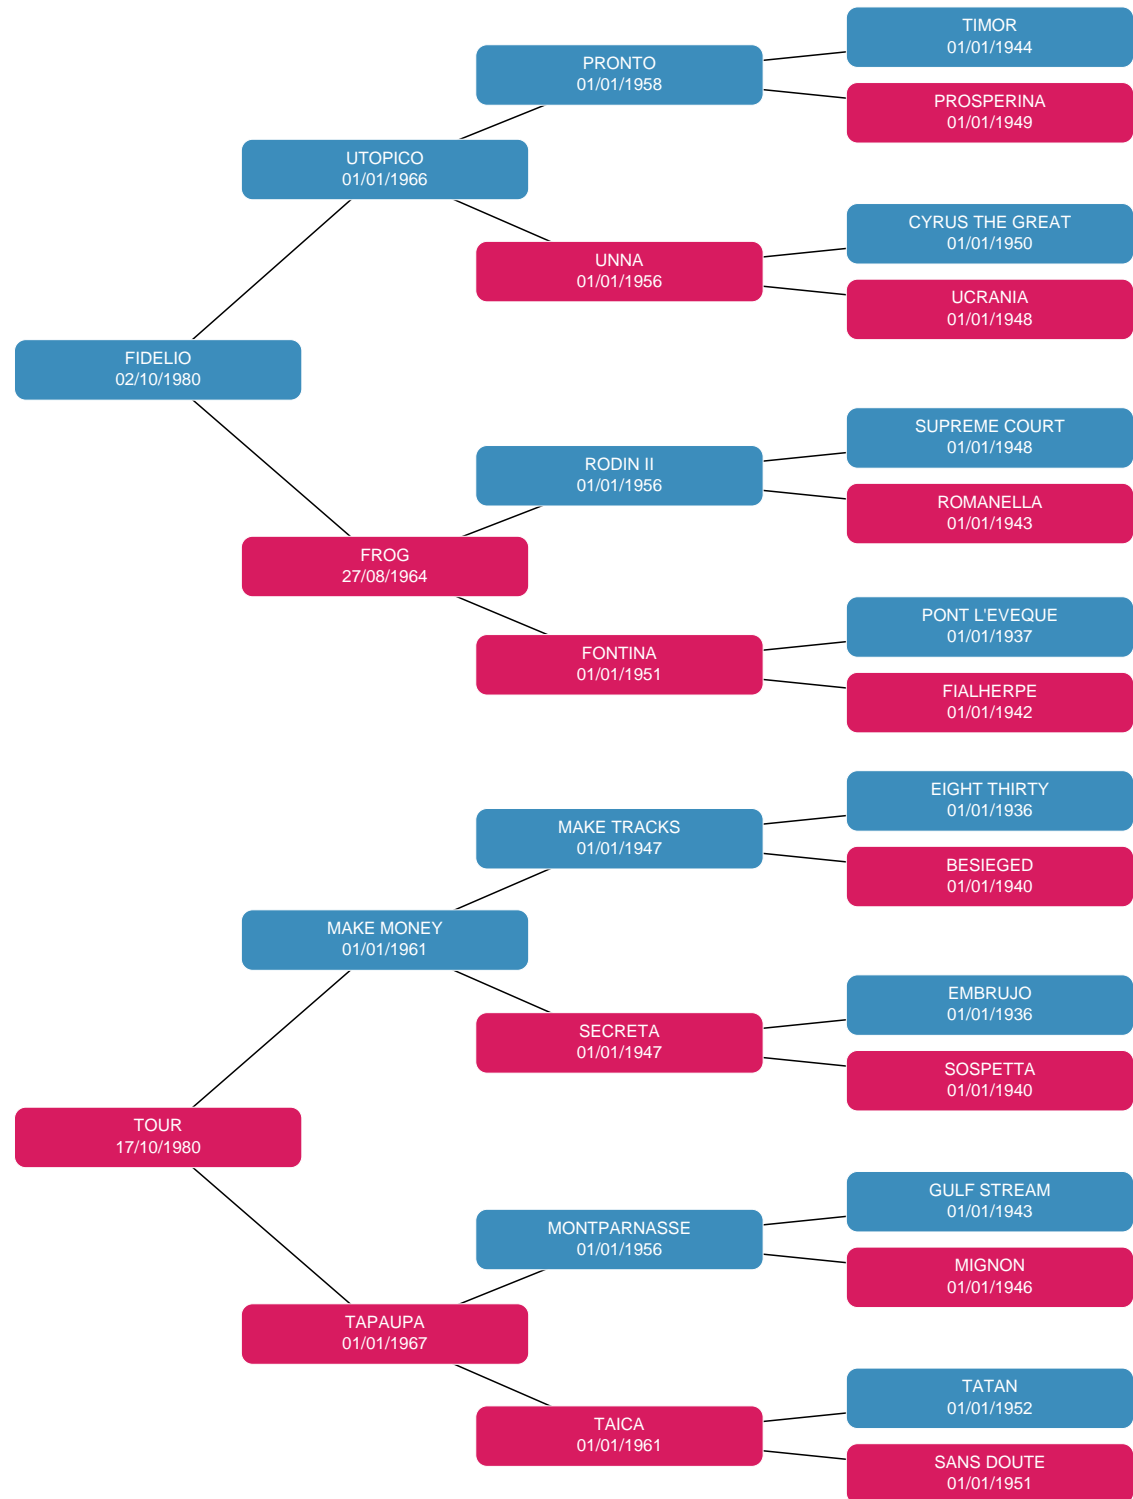 TIMOR
01/01/1944
PRONTO
01/01/1958
PROSPERINA
01/01/1949
UTOPICO
01/01/1966
CYRUS THE GREAT
01/01/1950
UNNA
01/01/1956
UCRANIA
01/01/1948
FIDELIO
02/10/1980
SUPREME COURT
01/01/1948
RODIN II
01/01/1956
ROMANELLA
01/01/1943
FROG
27/08/1964
PONT L'EVEQUE
01/01/1937
FONTINA
01/01/1951
FIALHERPE
01/01/1942
EIGHT THIRTY
01/01/1936
MAKE TRACKS
01/01/1947
BESIEGED
01/01/1940
MAKE MONEY
01/01/1961
EMBRUJO
01/01/1936
SECRETA
01/01/1947
SOSPETTA
01/01/1940
TOUR
17/10/1980
GULF STREAM
01/01/1943
MONTPARNASSE
01/01/1956
MIGNON
01/01/1946
TAPAUPA
01/01/1967
TATAN
01/01/1952
TAICA
01/01/1961
SANS DOUTE
01/01/1951